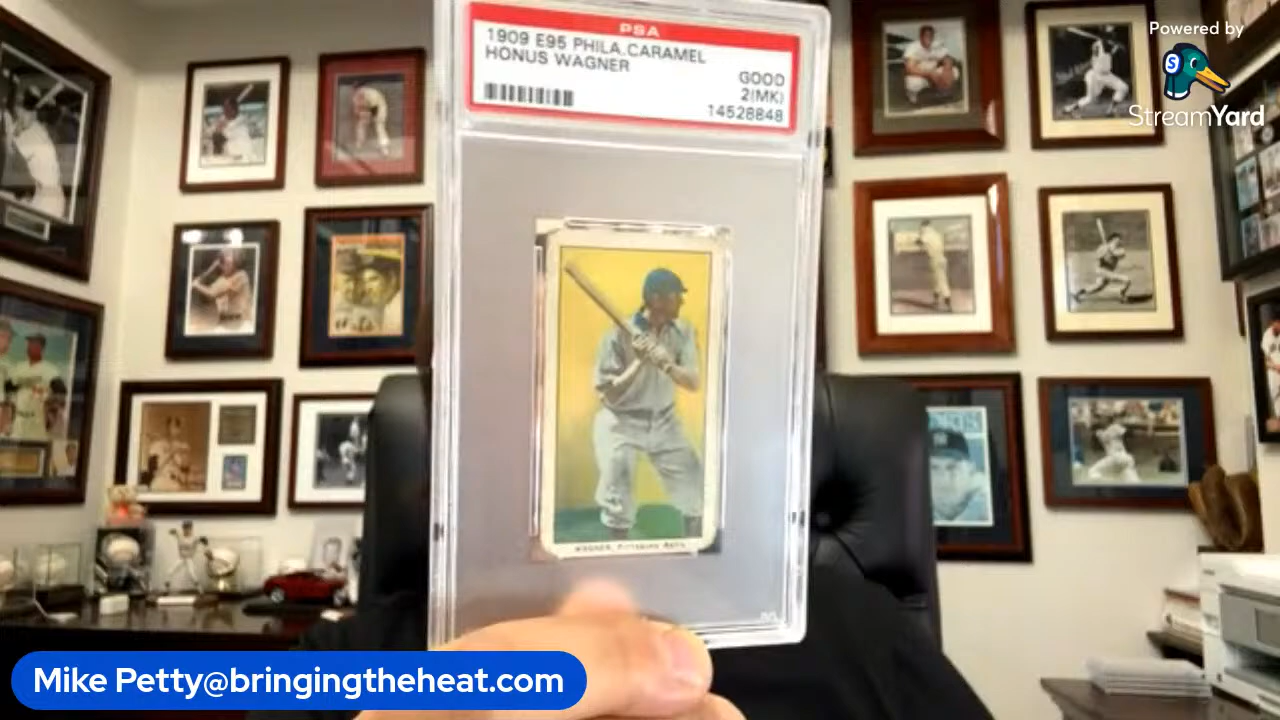 PSA
1909 E95 PHILA.CARAMEL
HONUS WAGNER
GOOD
2(MK)
14528848
Powered by
StreamYard
WAGNER, PITTSBURG NAT'L
Mike Petty@bringingtheheat.com